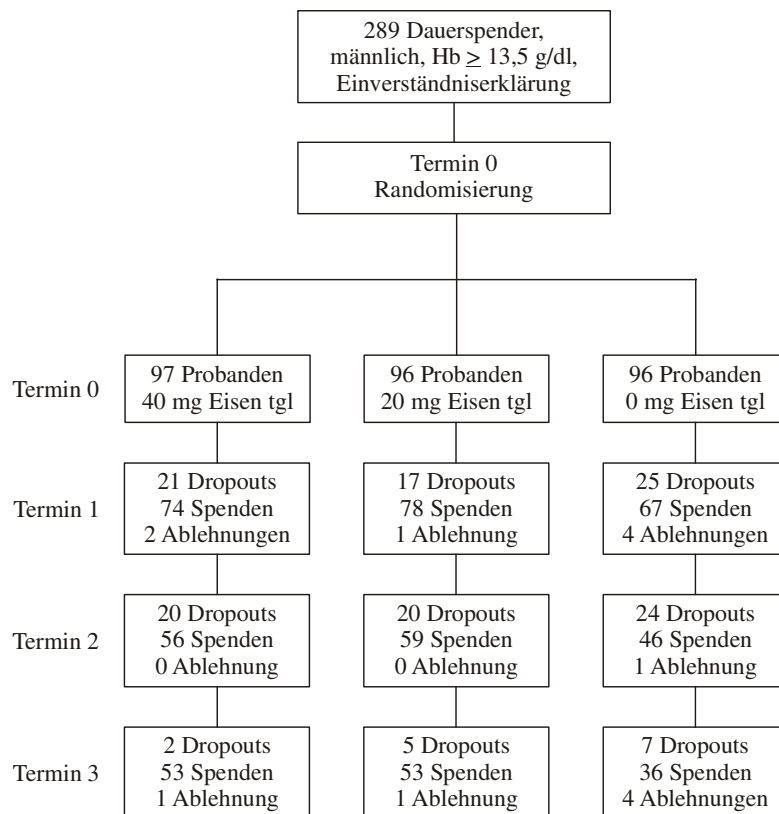 289 Dauerspender,
männlich, Hb ≥ 13,5 g/dl,
Einverständniserklärung
Termin 0
Randomisierung
Termin 0
97 Probanden
40 mg Eisen tgl
96 Probanden
20 mg Eisen tgl
96 Probanden
0 mg Eisen tgl
Termin 1
21 Dropouts
74 Spenden
2 Ablehnungen
17 Dropouts
78 Spenden
1 Ablehnung
25 Dropouts
67 Spenden
4 Ablehnungen
Termin 2
20 Dropouts
56 Spenden
0 Ablehnung
20 Dropouts
59 Spenden
0 Ablehnung
24 Dropouts
46 Spenden
1 Ablehnung
Termin 3
2 Dropouts
53 Spenden
1 Ablehnung
5 Dropouts
53 Spenden
1 Ablehnung
7 Dropouts
36 Spenden
4 Ablehnungen